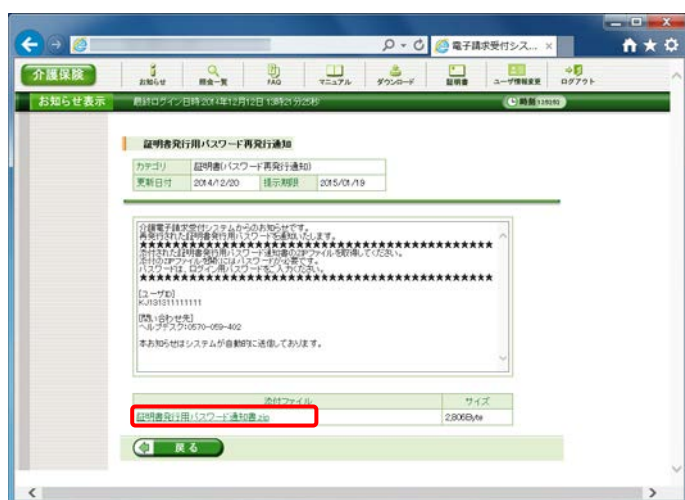 電子請求受付シス... ×
介護保険
お知らせ
照会一覧
FAQ
マニュアル
ダウンロード
証明書
ユーザ情報変更
ログアウト
お知らせ表示
最終ログイン日時:2014年12月12日 13時21分25秒
時刻
証明書発行用パスワード再発行通知
カテゴリ 証明書(パスワード再発行通知)
更新日付 2014/12/20 提示期限 2015/01/19
介護電子請求受付システムからのお知らせです。
再発行された証明書発行用パスワードを通知いたします。
★★★★★★★★★★★★★★★★★★★★★★★★★★★★★★★★★★★★★★★
添付された証明書発行用パスワード通知書のZIPファイルを取得してください。
添付のZIPファイルを開くにはパスワードが必要です。
パスワードは、ログイン用パスワードをご入力ください。
★★★★★★★★★★★★★★★★★★★★★★★★★★★★★★★★★★★★★★★
[ユーザID]
KJ131311111111
[問い合わせ先]
ヘルプデスク:0570-059-402
本お知らせはシステムが自動的に送信しております。
添付ファイル サイズ
証明書発行用パスワード通知書.zip 2,806Byte
戻る